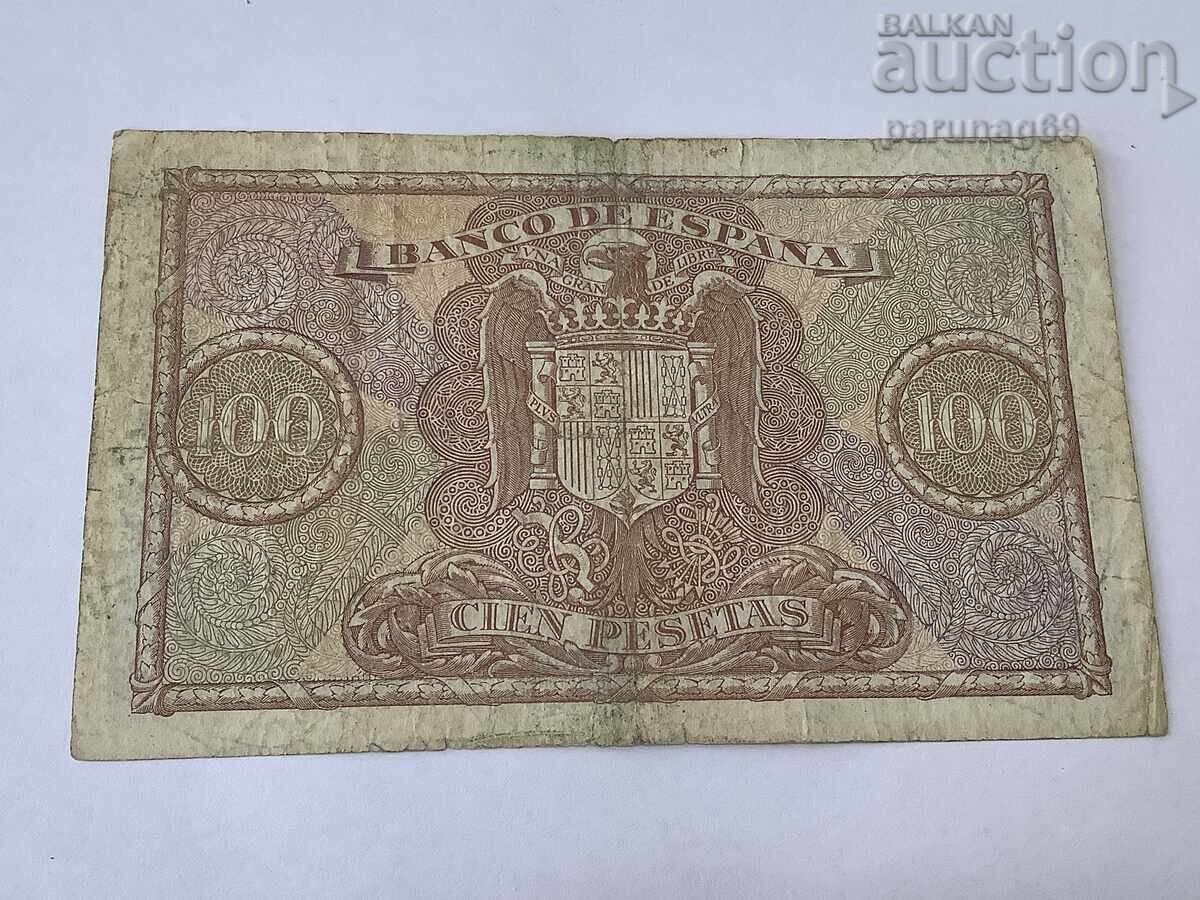 BALKAN
auction
parunag69
BANCO DE ESPAÑA
VNA GRANDE LIBRE
PLVS VLTRA
100 100
CIEN PESETAS